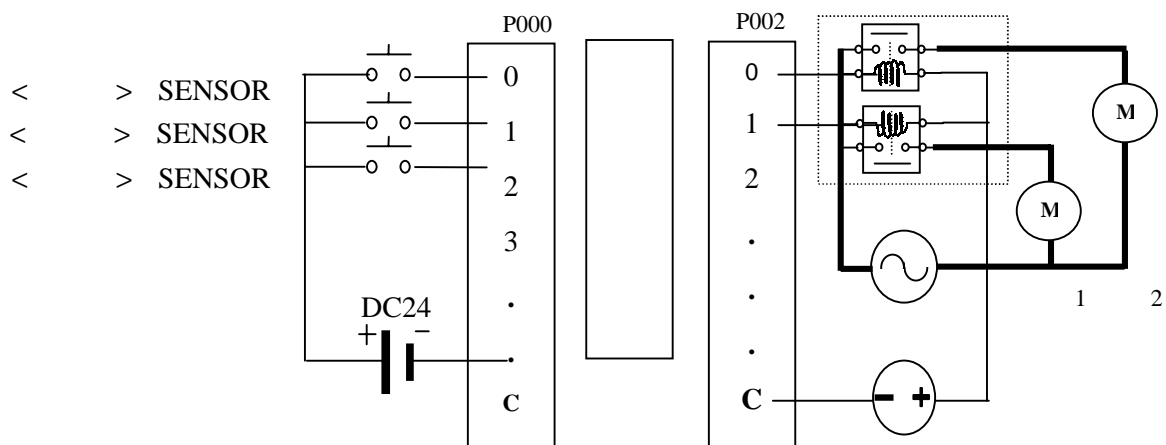 P000
P002
< > SENSOR
< > SENSOR
< > SENSOR
0
1
2
3
.
.
C
DC24
+ −
0
1
2
.
.
.
C
M
M
1 2
− +